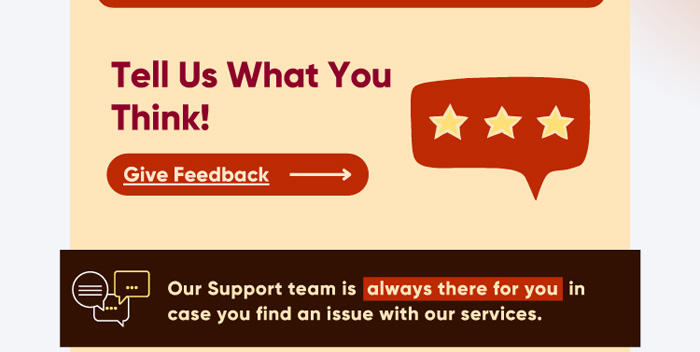 Tell Us What You
Think!
Give Feedback
Our Support team is always there for you in
case you find an issue with our services.